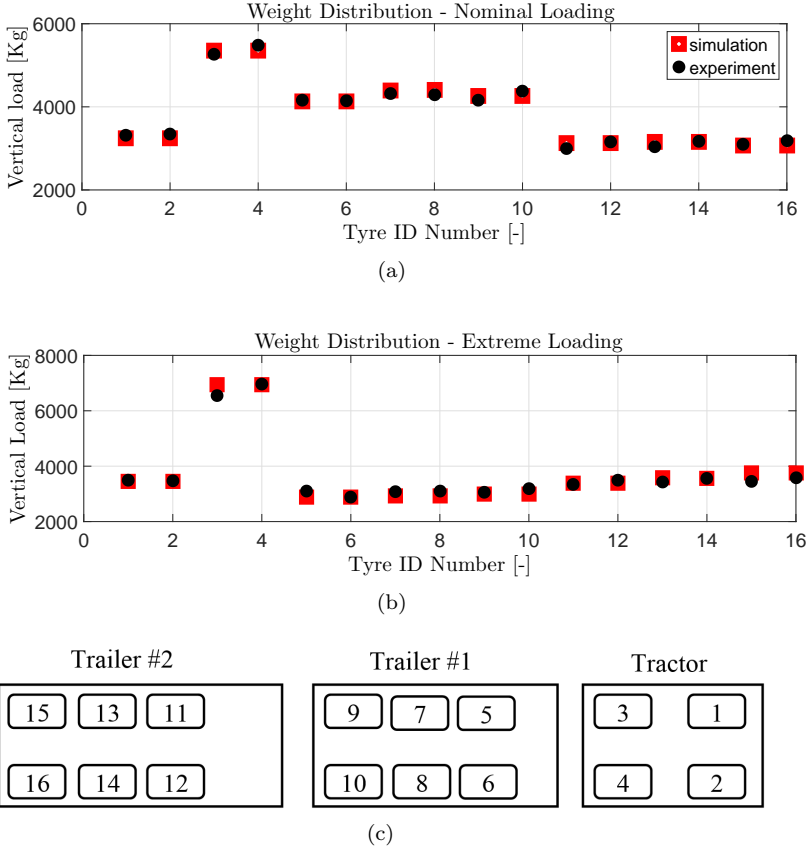 Weight Distribution - Nominal Loading
6000
4000
2000
Vertical load [Kg]
simulation
experiment
0 2 4 6 8 10 12 14 16
Tyre ID Number [-]
(a)
Weight Distribution - Extreme Loading
8000
6000
4000
2000
Vertical Load [Kg]
0 2 4 6 8 10 12 14 16
Tyre ID Number [-]
(b)
Trailer #2 Trailer #1 Tractor
15 13 11 9 7 5 3 1
16 14 12 10 8 6 4 2
(c)